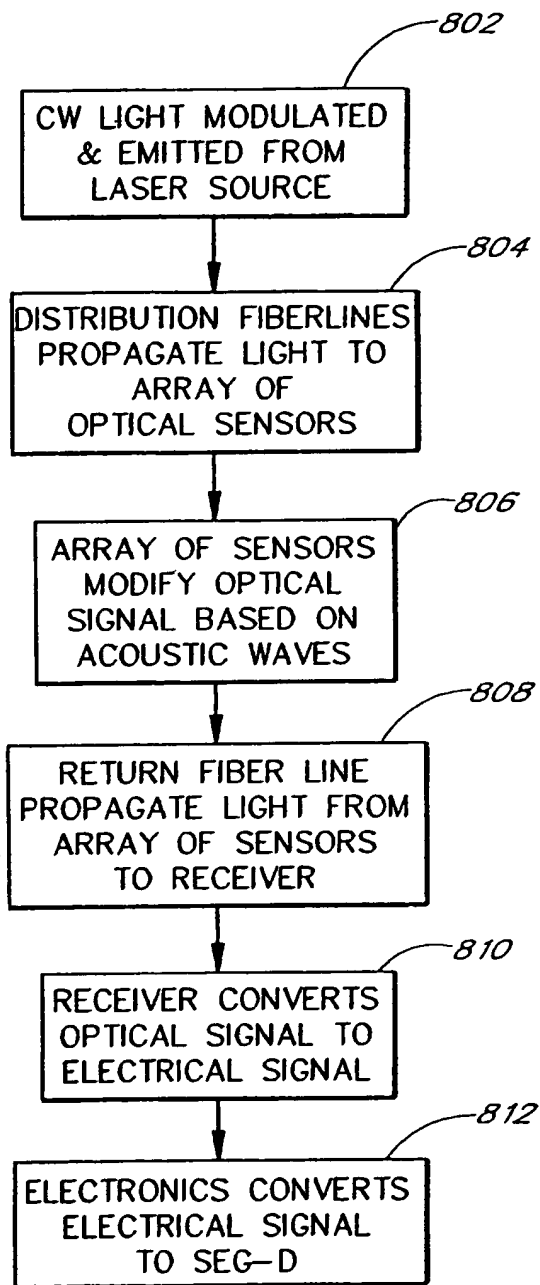 802
CW LIGHT MODULATED
& EMITTED FROM
LASER SOURCE
804
DISTRIBUTION FIBERLINES
PROPAGATE LIGHT TO
ARRAY OF
OPTICAL SENSORS
806
ARRAY OF SENSORS
MODIFY OPTICAL
SIGNAL BASED ON
ACOUSTIC WAVES
808
RETURN FIBER LINE
PROPAGATE LIGHT FROM
ARRAY OF SENSORS
TO RECEIVER
810
RECEIVER CONVERTS
OPTICAL SIGNAL TO
ELECTRICAL SIGNAL
812
ELECTRONICS CONVERTS
ELECTRICAL SIGNAL
TO SEG-D